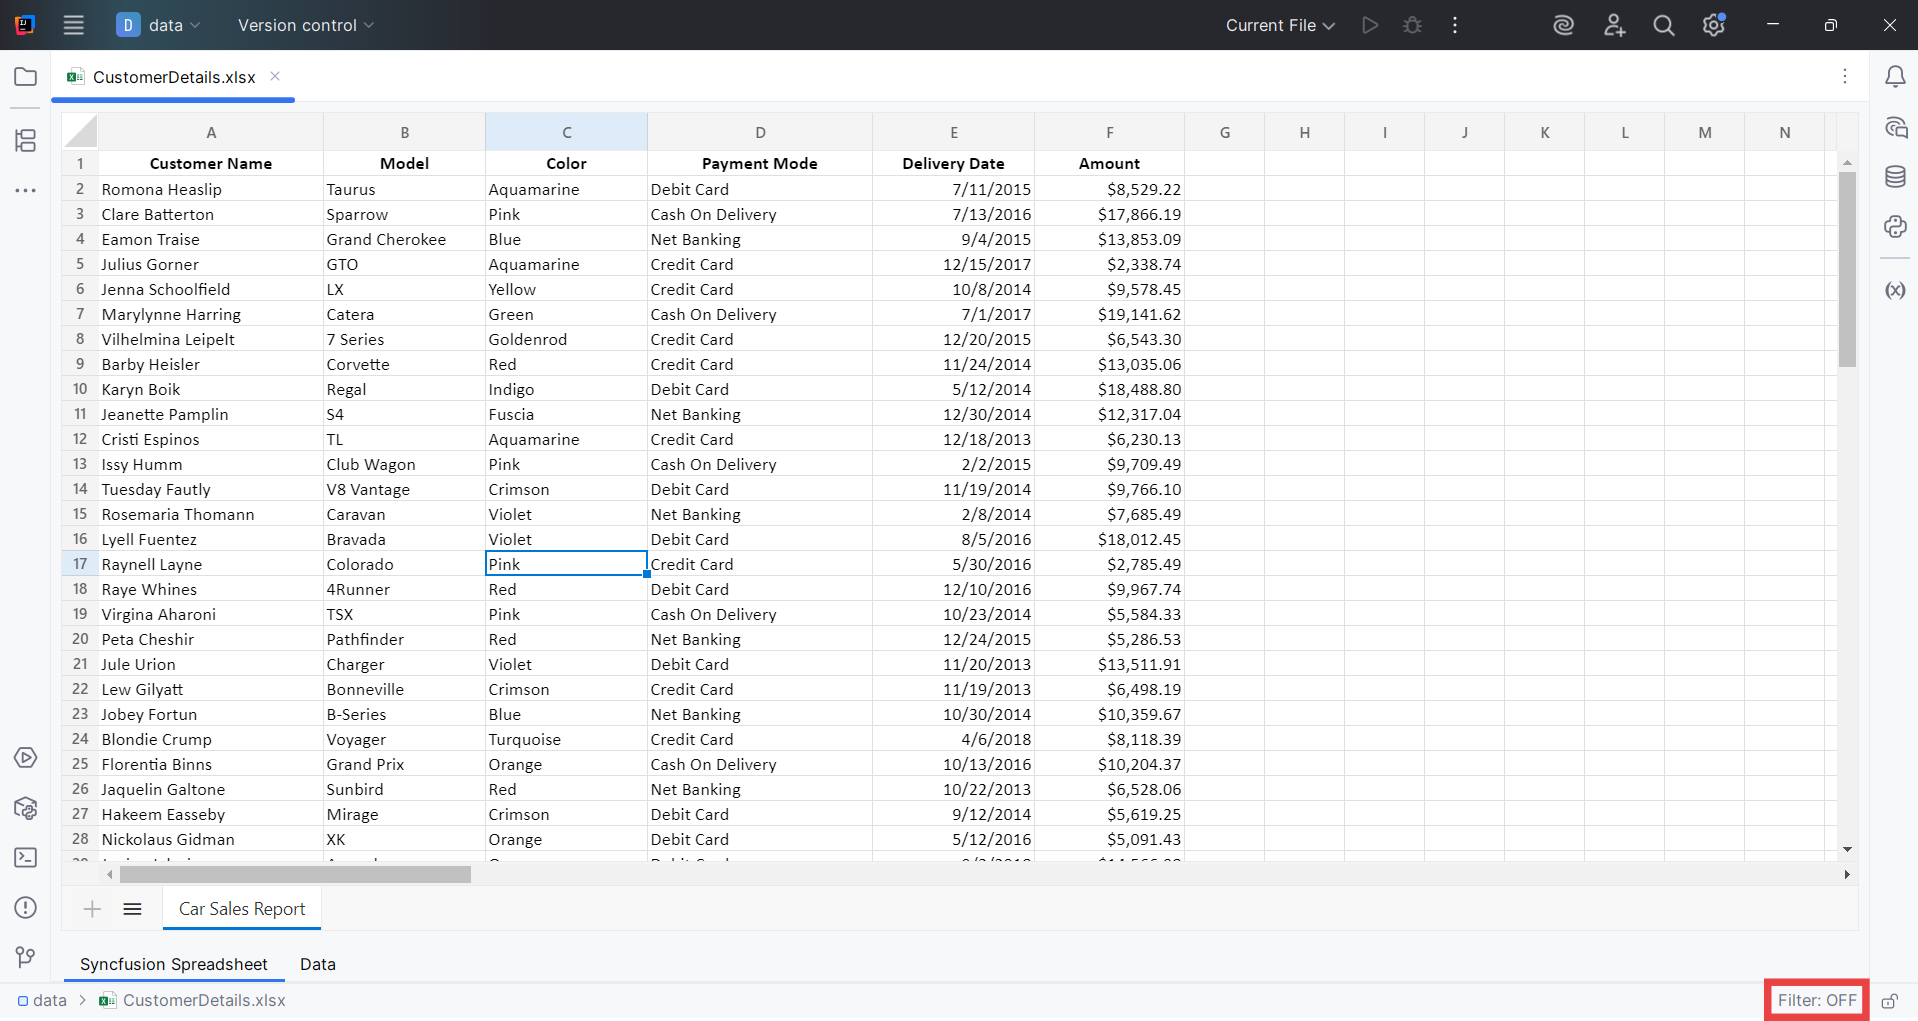 D data Version control Current File
CustomerDetails.xlsx
A B C D E F G H I J K L M N
1 Customer Name Model Color Payment Mode Delivery Date Amount
2 Romona Heaslip Taurus Aquamarine Debit Card 7/11/2015 $8,529.22
3 Clare Batterton Sparrow Pink Cash On Delivery 7/13/2016 $17,866.19
4 Eamon Traise Grand Cherokee Blue Net Banking 9/4/2015 $13,853.09
5 Julius Gorner GTO Aquamarine Credit Card 12/15/2017 $2,338.74
6 Jenna Schoolfield LX Yellow Credit Card 10/8/2014 $9,578.45
7 Marylynne Harring Catera Green Cash On Delivery 7/1/2017 $19,141.62
8 Vilhelmina Leipelt 7 Series Goldenrod Credit Card 12/20/2015 $6,543.30
9 Barby Heisler Corvette Red Credit Card 11/24/2014 $13,035.06
10 Karyn Boik Regal Indigo Debit Card 5/12/2014 $18,488.80
11 Jeanette Pamplin S4 Fuscia Net Banking 12/30/2014 $12,317.04
12 Cristi Espinos TL Aquamarine Credit Card 12/18/2013 $6,230.13
13 Issy Humm Club Wagon Pink Cash On Delivery 2/2/2015 $9,709.49
14 Tuesday Fautly V8 Vantage Crimson Debit Card 11/19/2014 $9,766.10
15 Rosemaria Thomann Caravan Violet Net Banking 2/8/2014 $7,685.49
16 Lyell Fuentez Bravada Violet Debit Card 8/5/2016 $18,012.45
17 Raynell Layne Colorado Pink Credit Card 5/30/2016 $2,785.49
18 Raye Whines 4Runner Red Debit Card 12/10/2016 $9,967.74
19 Virgina Aharoni TSX Pink Cash On Delivery 10/23/2014 $5,584.33
20 Peta Cheshir Pathfinder Red Net Banking 12/24/2015 $5,286.53
21 Jule Urion Charger Violet Debit Card 11/20/2013 $13,511.91
22 Lew Gilyatt Bonneville Crimson Credit Card 11/19/2013 $6,498.19
23 Jobey Fortun B-Series Blue Net Banking 10/30/2014 $10,359.67
24 Blondie Crump Voyager Turquoise Credit Card 4/6/2018 $8,118.39
25 Florentia Binns Grand Prix Orange Cash On Delivery 10/13/2016 $10,204.37
26 Jaquelin Galtone Sunbird Red Net Banking 10/22/2013 $6,528.06
27 Hakeem Easseby Mirage Crimson Debit Card 9/12/2014 $5,619.25
28 Nickolaus Gidman XK Orange Debit Card 5/12/2016 $5,091.43
Car Sales Report
Syncfusion Spreadsheet Data
data > CustomerDetails.xlsx Filter: OFF